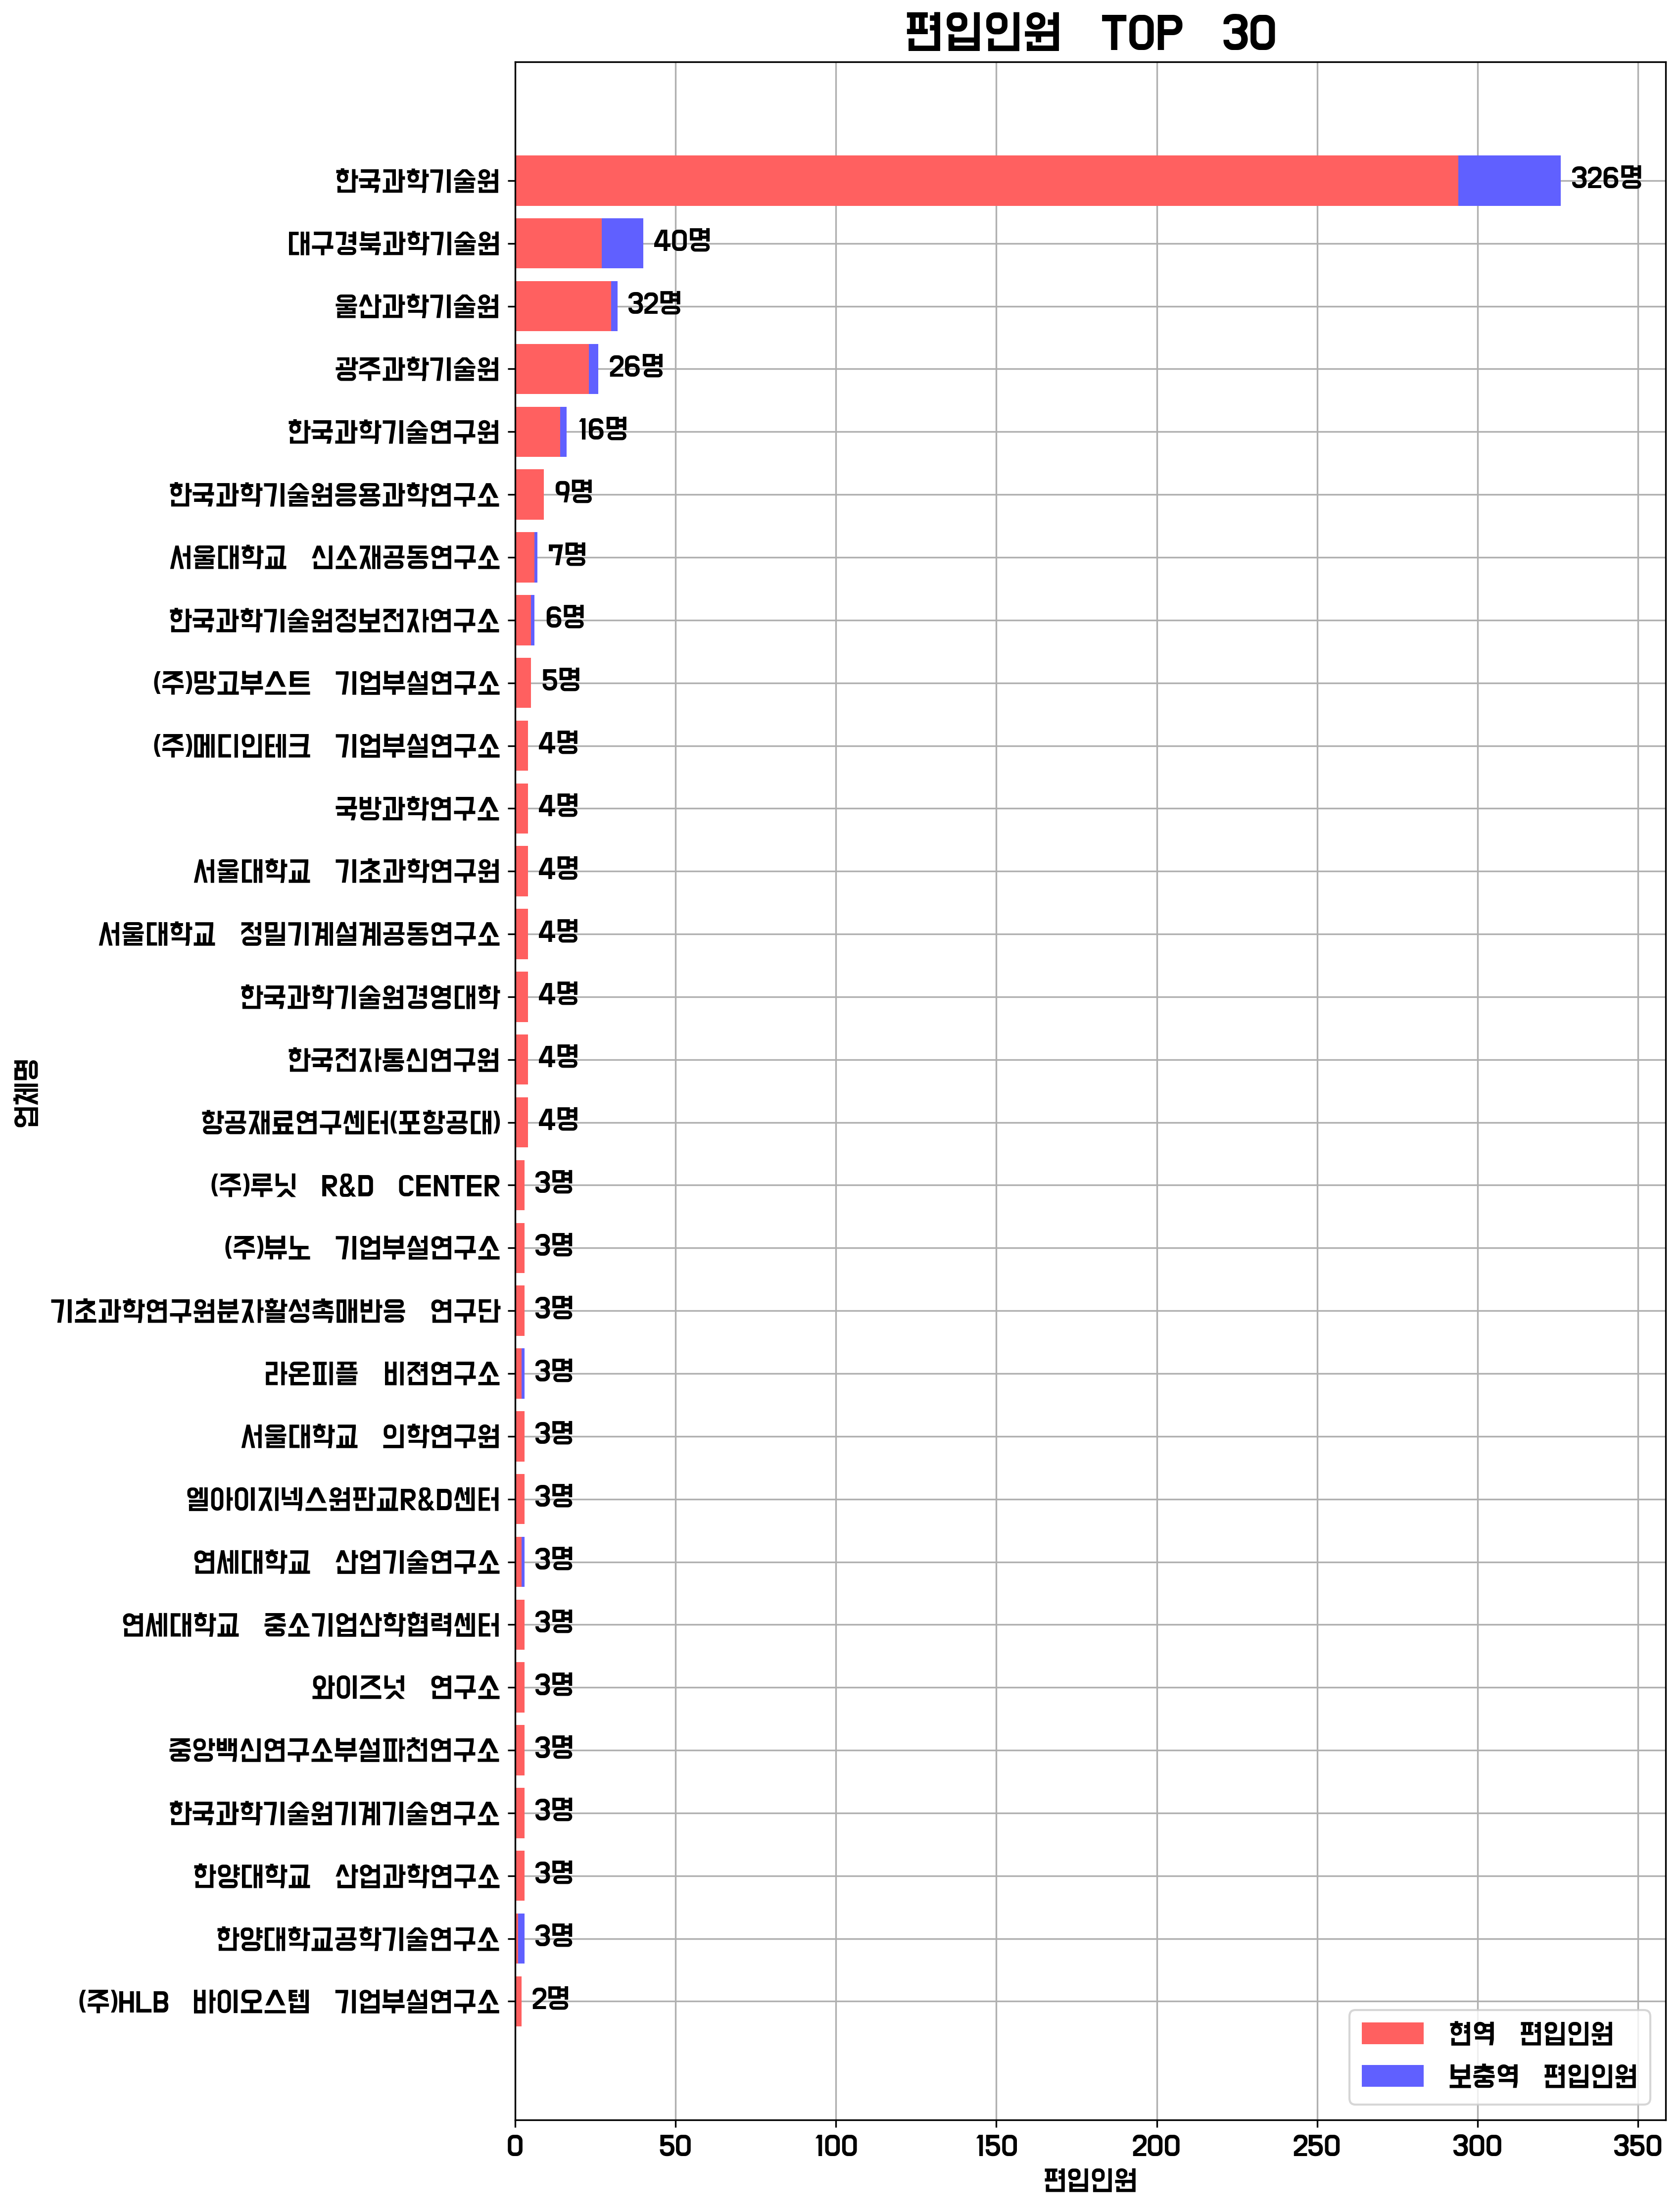 편입인원 TOP 30
한국과학기술원 326명
대구경북과학기술원 40명
울산과학기술원 32명
광주과학기술원 26명
한국과학기술연구원 16명
한국과학기술원응용과학연구소 9명
서울대학교 신소재공동연구소 7명
한국과학기술원정보전자연구소 6명
(주)망고부스트 기업부설연구소 5명
(주)메디인테크 기업부설연구소 4명
국방과학연구소 4명
서울대학교 기초과학연구원 4명
서울대학교 정밀기계설계공동연구소 4명
한국과학기술원경영대학 4명
한국전자통신연구원 4명
항공재료연구센터(포항공대) 4명
(주)루닛 R&D CENTER 3명
(주)뷰노 기업부설연구소 3명
기초과학연구원분자활성촉매반응 연구단 3명
라온피플 비젼연구소 3명
서울대학교 의학연구원 3명
엘아이지넥스원판교R&D센터 3명
연세대학교 산업기술연구소 3명
연세대학교 중소기업산학협력센터 3명
와이즈넛 연구소 3명
중앙백신연구소부설파천연구소 3명
한국과학기술원기계기술연구소 3명
한양대학교 산업과학연구소 3명
한양대학교공학기술연구소 3명
(주)HLB 바이오스텝 기업부설연구소 2명
업체명
현역 편입인원
보충역 편입인원
0 50 100 150 200 250 300 350
편입인원